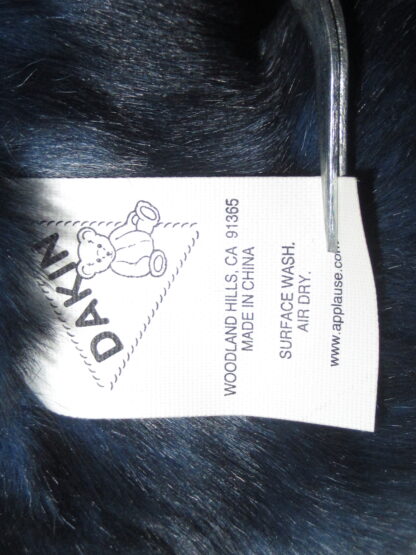 DAKIN
WOODLAND HILLS, CA 91365
MADE IN CHINA
SURFACE WASH.
AIR DRY.
www.applause.com